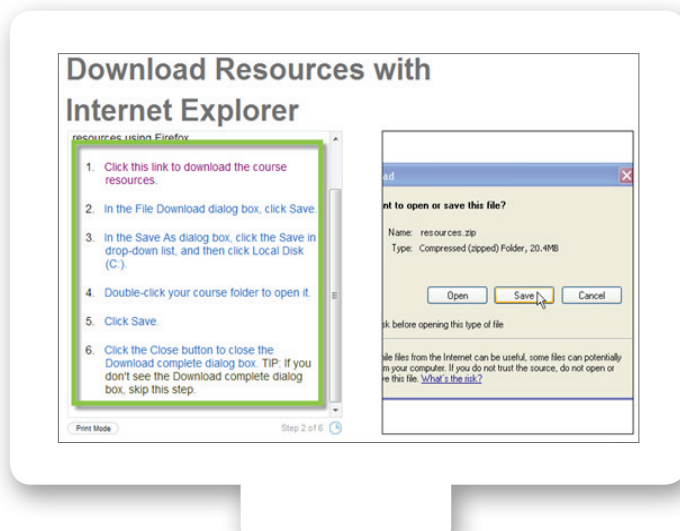 Download Resources with
Internet Explorer
resources using Firefox
1. Click this link to download the course
resources.
2. In the File Download dialog box, click Save.
3. In the Save As dialog box, click the Save in
drop-down list, and then click Local Disk
(C:).
4. Double-click your course folder to open it.
5. Click Save.
6. Click the Close button to close the
Download complete dialog box. TIP: If you
don't see the Download complete dialog
box, skip this step.
Print Mode
Step 2 of 6
ad
nt to open or save this file?
Name: resources.zip
Type: Compressed (zipped) Folder, 20.4MB
Open Save Cancel
sk before opening this type of file
ile files from the Internet can be useful, some files can potentially
m your computer. If you do not trust the source, do not open or
e this file. What's the risk?